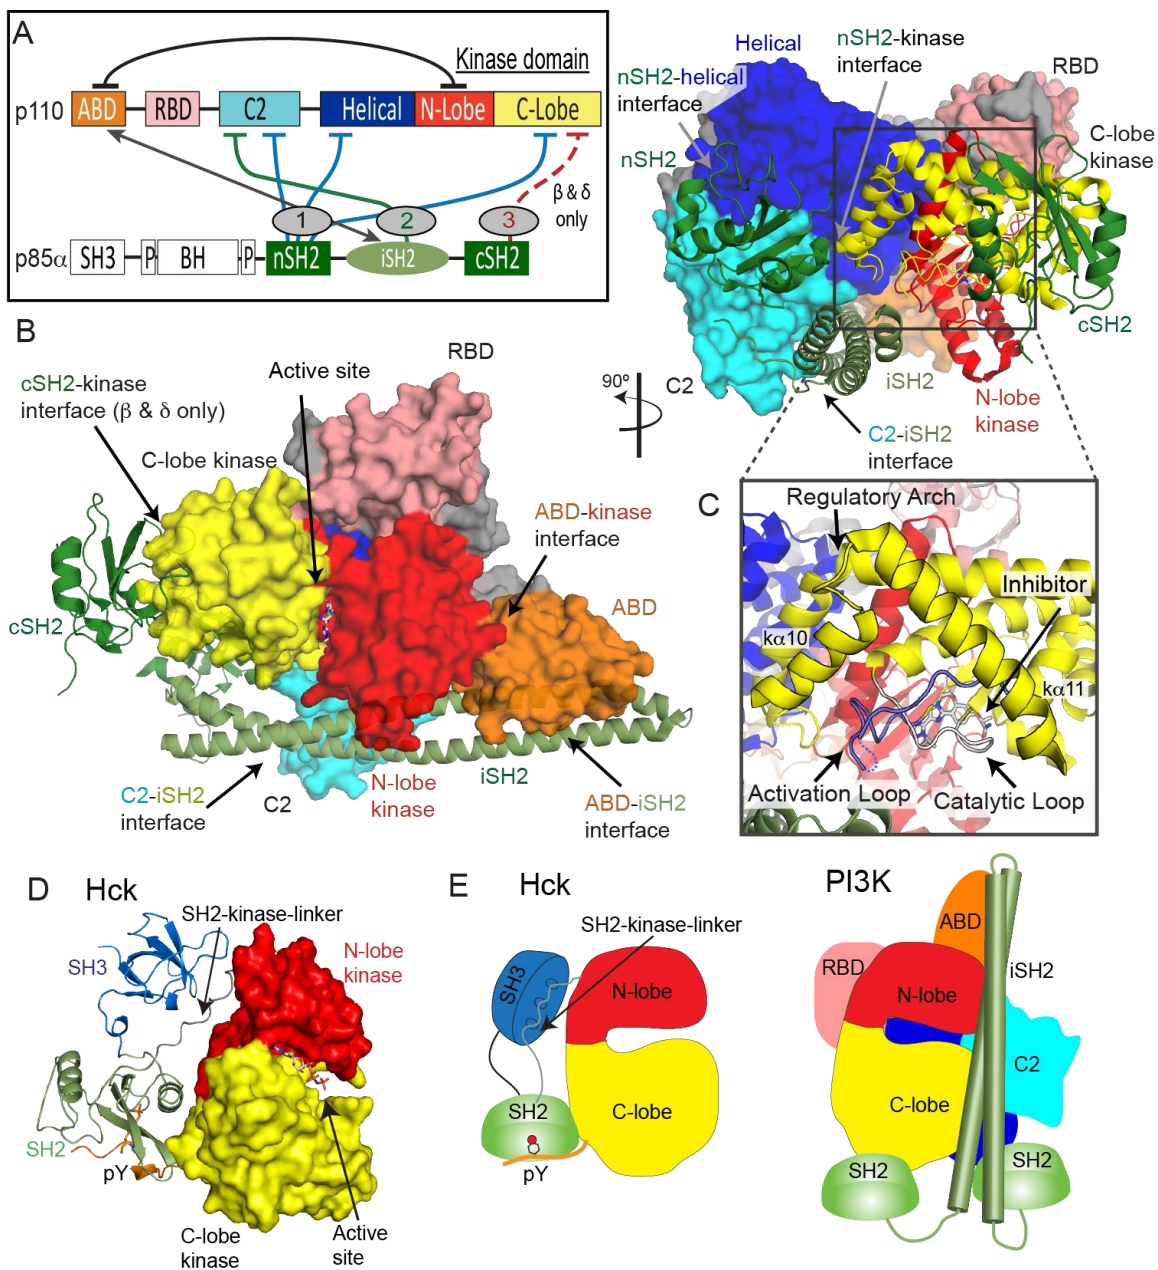 A
Kinase domain
p110
ABD
RBD
C2
Helical
N-Lobe
C-Lobe
β & δ
only
1
2
3
p85α
SH3
P
BH
P
nSH2
iSH2
cSH2
Helical
nSH2-kinase
interface
nSH2-helical
interface
RBD
nSH2
C-lobe
kinase
cSH2
iSH2
C2
N-lobe
kinase
C2-iSH2
interface
90º
B
RBD
Active site
cSH2-kinase
interface (β & δ only)
C-lobe kinase
ABD-kinase
interface
ABD
cSH2
iSH2
C2-iSH2
interface
C2
N-lobe
kinase
ABD-iSH2
interface
C
Regulatory Arch
Inhibitor
kα10
kα11
Activation Loop
Catalytic Loop
D
Hck
SH2-kinase-linker
SH3
N-lobe
kinase
SH2
pY
C-lobe
kinase
Active
site
E
Hck
SH2-kinase-linker
SH3
N-lobe
SH2
C-lobe
pY
PI3K
ABD
RBD
iSH2
N-lobe
C2
C-lobe
SH2
SH2